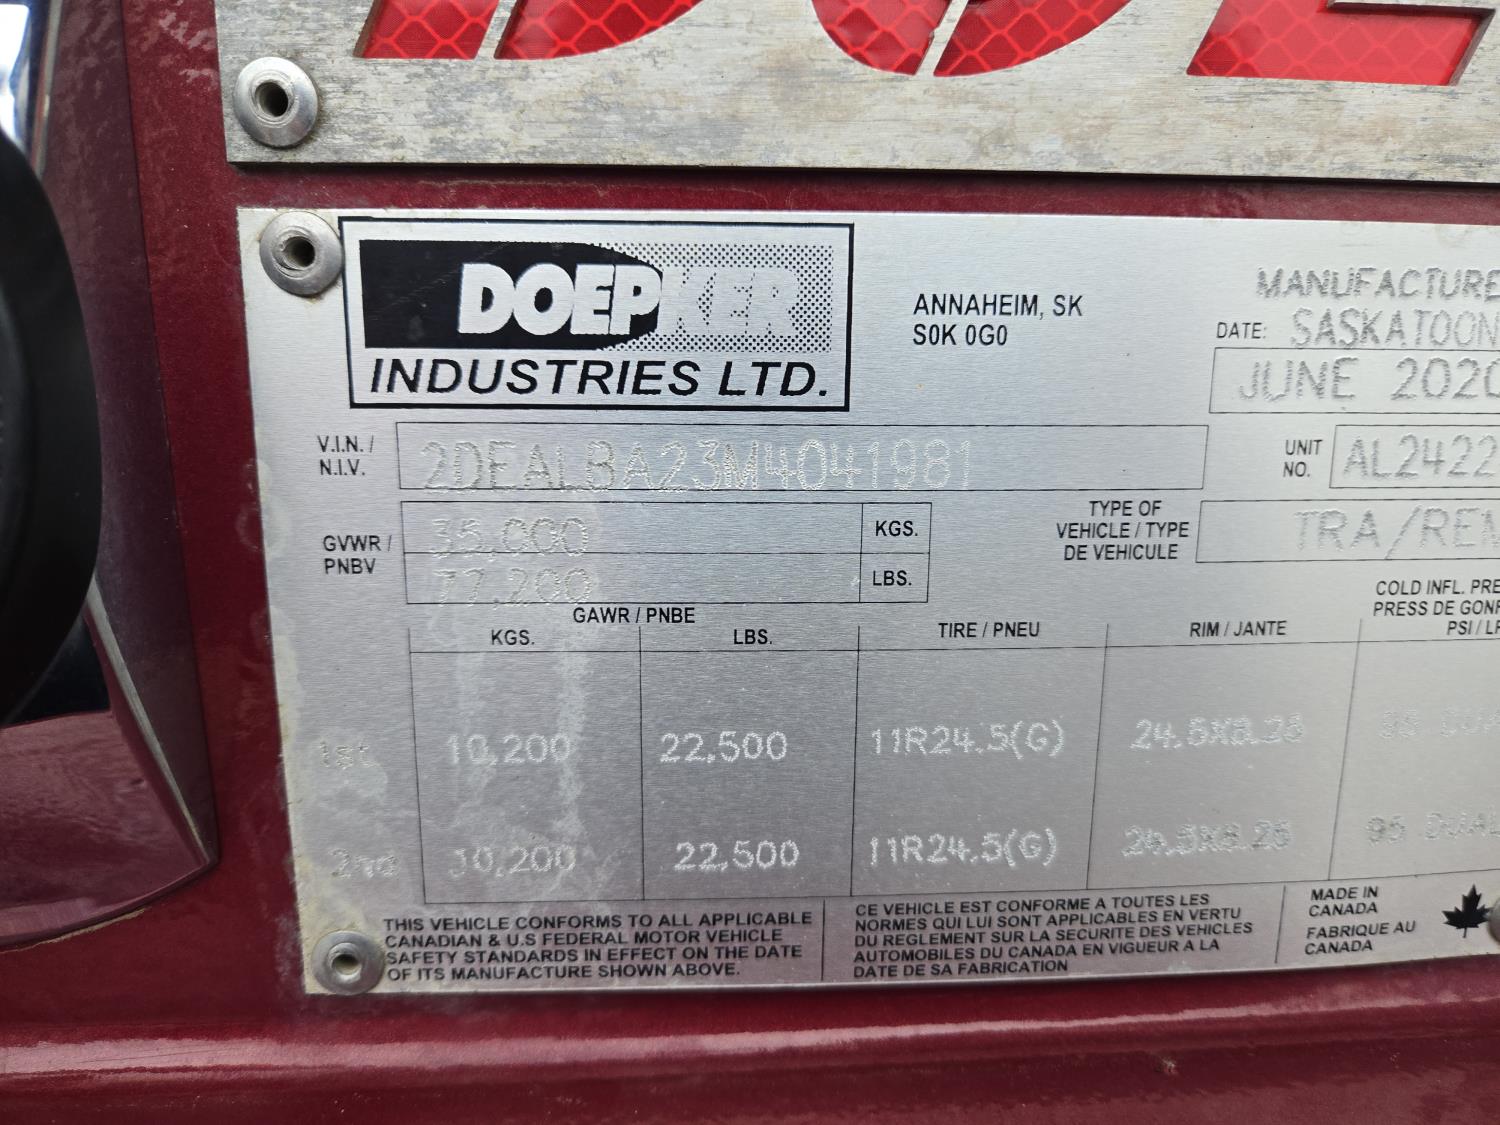 DOEPKER
INDUSTRIES LTD.
ANNAHEIM, SK
S0K 0G0
MANUFACTURE
DATE: SASKATOON
JUNE 2020
V.I.N. /
N.I.V.
2DEALBA23M4041981
UNIT
NO.
AL2422
GVWR /
PNBV
35,000 KGS.
77,200 LBS.
TYPE OF
VEHICLE / TYPE
DE VEHICULE
TRA/REM
GAWR / PNBE
KGS. LBS. TIRE / PNEU RIM / JANTE
COLD INFL. PRE
PRESS DE GONF
PSI / LP
1st 10,200 22,500 11R24.5(G) 24.5X8.25
2nd 10,200 22,500 11R24.5(G) 24.5X8.25 95 DUAL
THIS VEHICLE CONFORMS TO ALL APPLICABLE
CANADIAN & U.S FEDERAL MOTOR VEHICLE
SAFETY STANDARDS IN EFFECT ON THE DATE
OF ITS MANUFACTURE SHOWN ABOVE.
CE VEHICLE EST CONFORME A TOUTES LES
NORMES QUI LUI SONT APPLICABLES EN VERTU
DU REGLEMENT SUR LA SECURITE DES VEHICLES
AUTOMOBILES DU CANADA EN VIGUEUR A LA
DATE DE SA FABRICATION
MADE IN
CANADA
FABRIQUE AU
CANADA